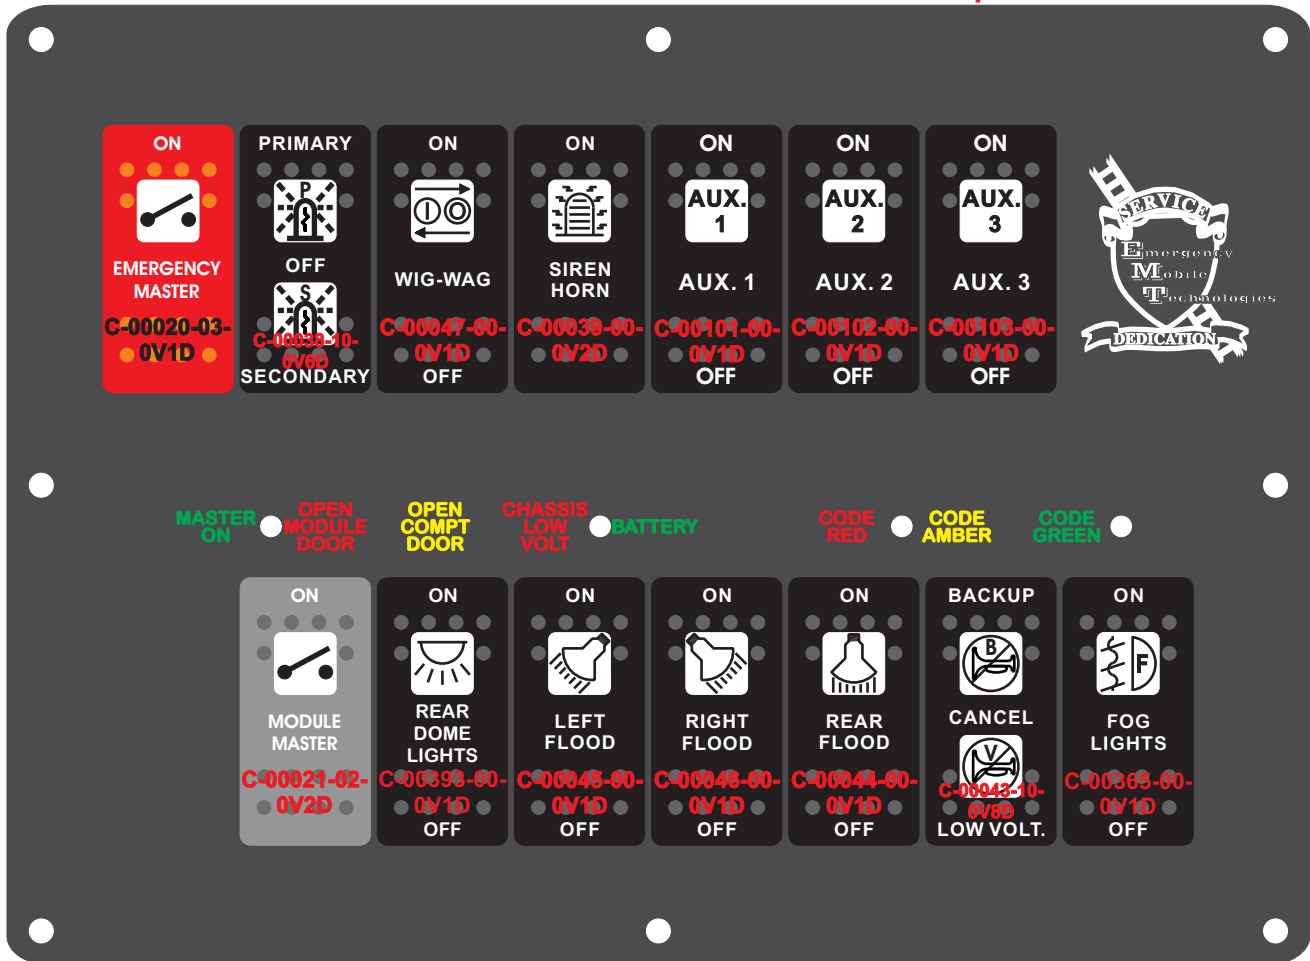 ON
EMERGENCY
MASTER
C-00020-03-
0V1D
PRIMARY
P
OFF
S
C-00038-10-
0V6D
SECONDARY
ON
WIG-WAG
C-00047-00-
0V1D
OFF
ON
SIREN
HORN
C-00039-00-
0V2D
ON
AUX.
1
AUX. 1
C-00101-00-
0V1D
OFF
ON
AUX.
2
AUX. 2
C-00102-00-
0V1D
OFF
ON
AUX.
3
AUX. 3
C-00103-00-
0V1D
OFF
SERVICE
Emergency
Mobile
Technologies
DEDICATION
MASTER
ON
OPEN
MODULE
DOOR
OPEN
COMPT
DOOR
CHASSIS
LOW
VOLT
BATTERY
CODE
RED
CODE
AMBER
CODE
GREEN
ON
MODULE
MASTER
C-00021-02-
0V2D
ON
REAR
DOME
LIGHTS
C-00393-00-
0V1D
OFF
ON
LEFT
FLOOD
C-00045-00-
0V1D
OFF
ON
RIGHT
FLOOD
C-00046-00-
0V1D
OFF
ON
REAR
FLOOD
C-00044-00-
0V1D
OFF
BACKUP
B
CANCEL
V
C-00043-10-
0V8D
LOW VOLT.
ON
F
FOG
LIGHTS
C-00365-00-
0V1D
OFF